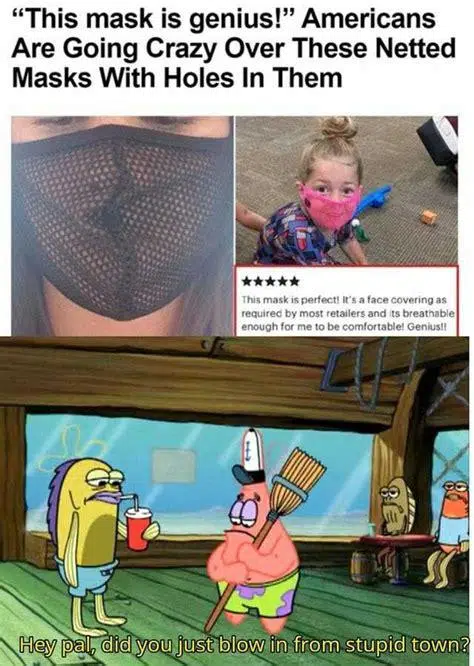 “This mask is genius!” Americans
Are Going Crazy Over These Netted
Masks With Holes In Them
★★★★★
This mask is perfect! It's a face covering as
required by most retailers and its breathable
enough for me to be comfortable! Genius!!
Hey pal, did you just blow in from stupid town?